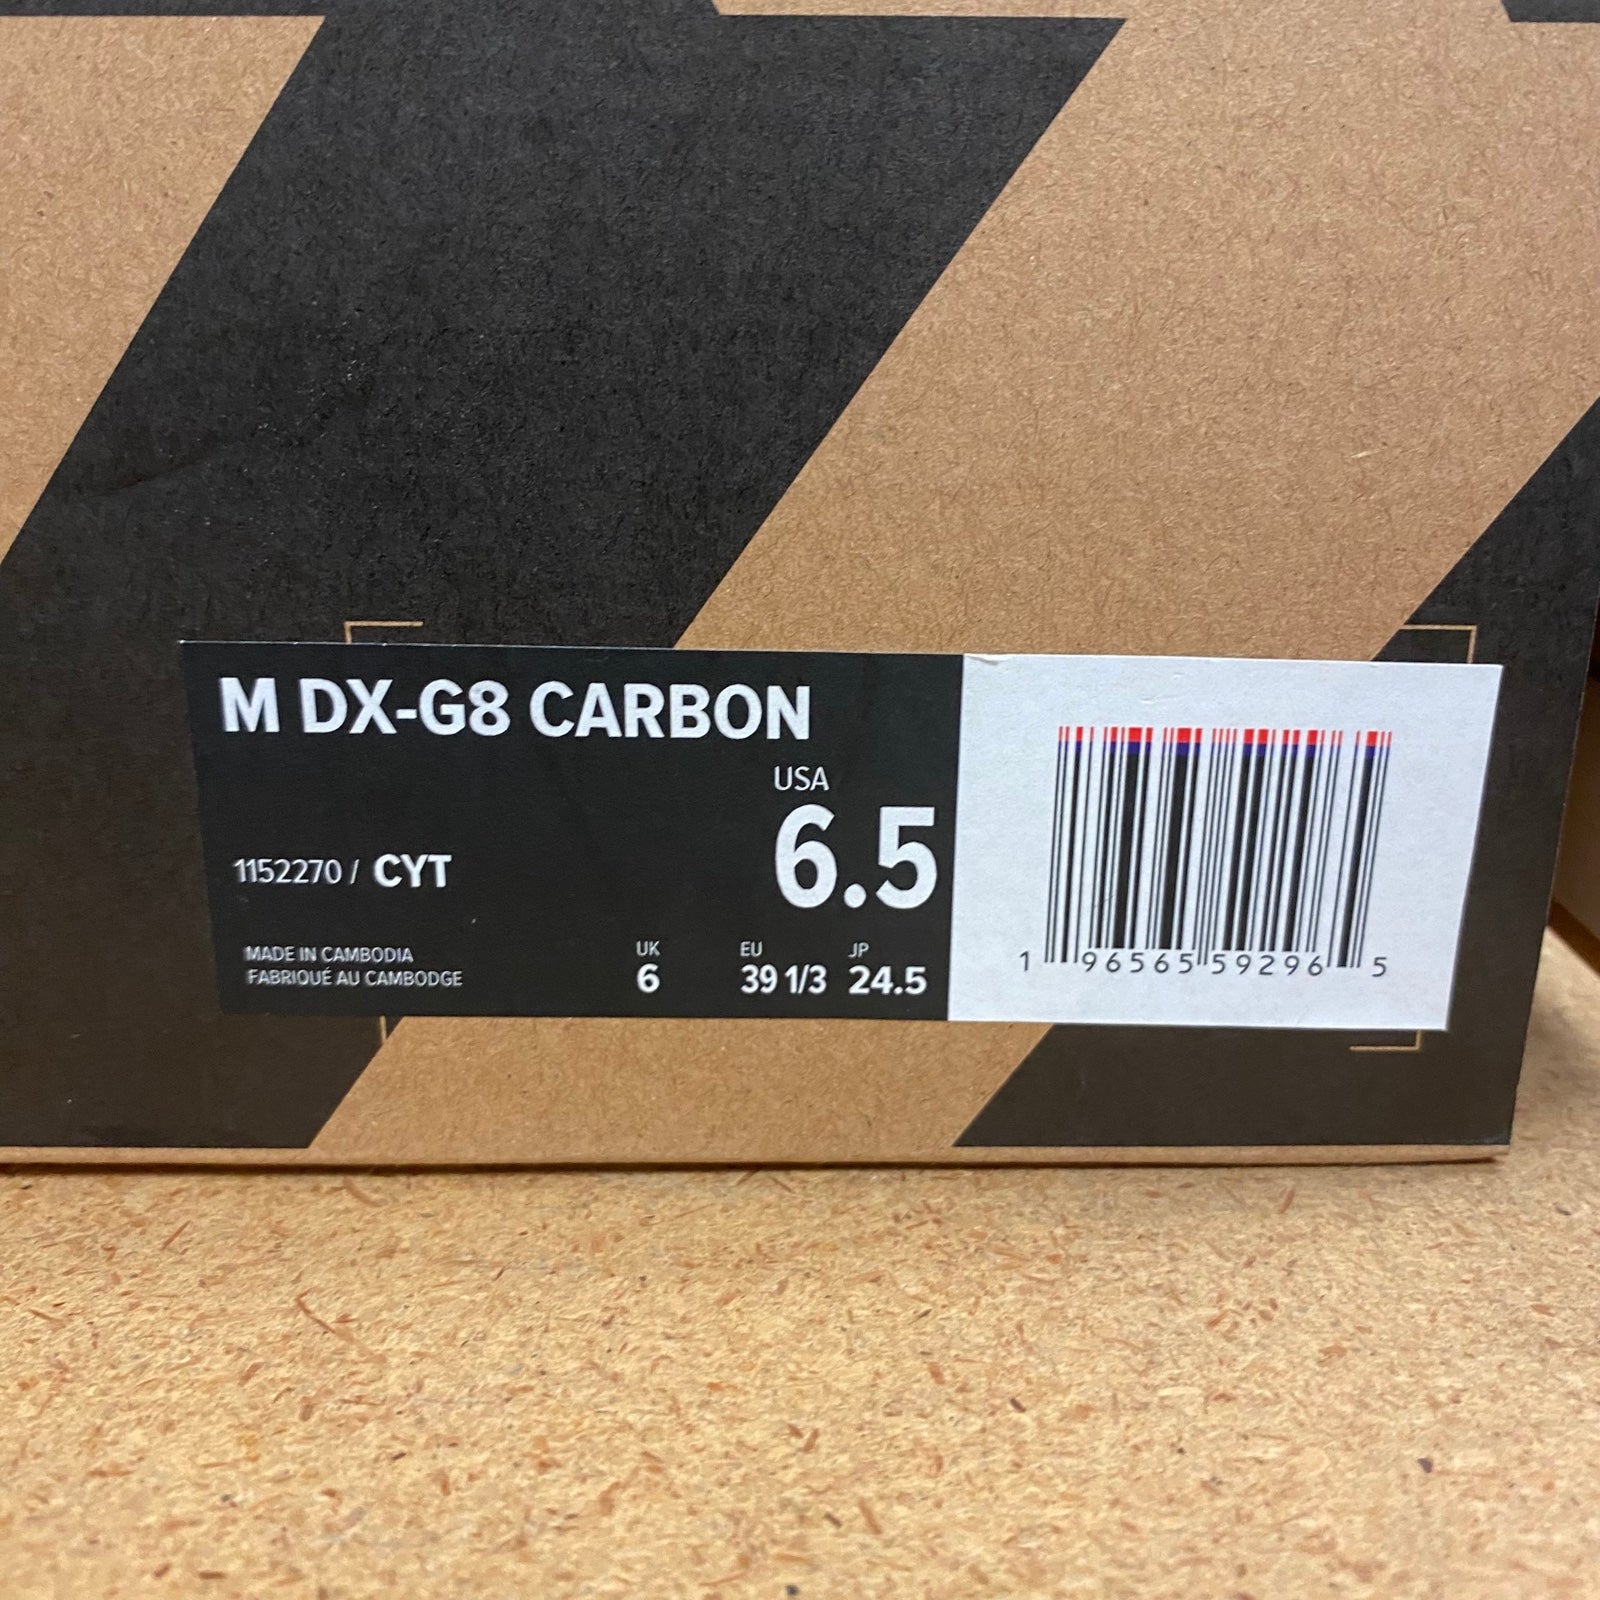 M DX-G8 CARBON
USA
6.5
1152270 / CYT
MADE IN CAMBODIA
FABRIQUÉ AU CAMBODGE
UK
6
EU
39 1/3
JP
24.5
1 96565 59296 5